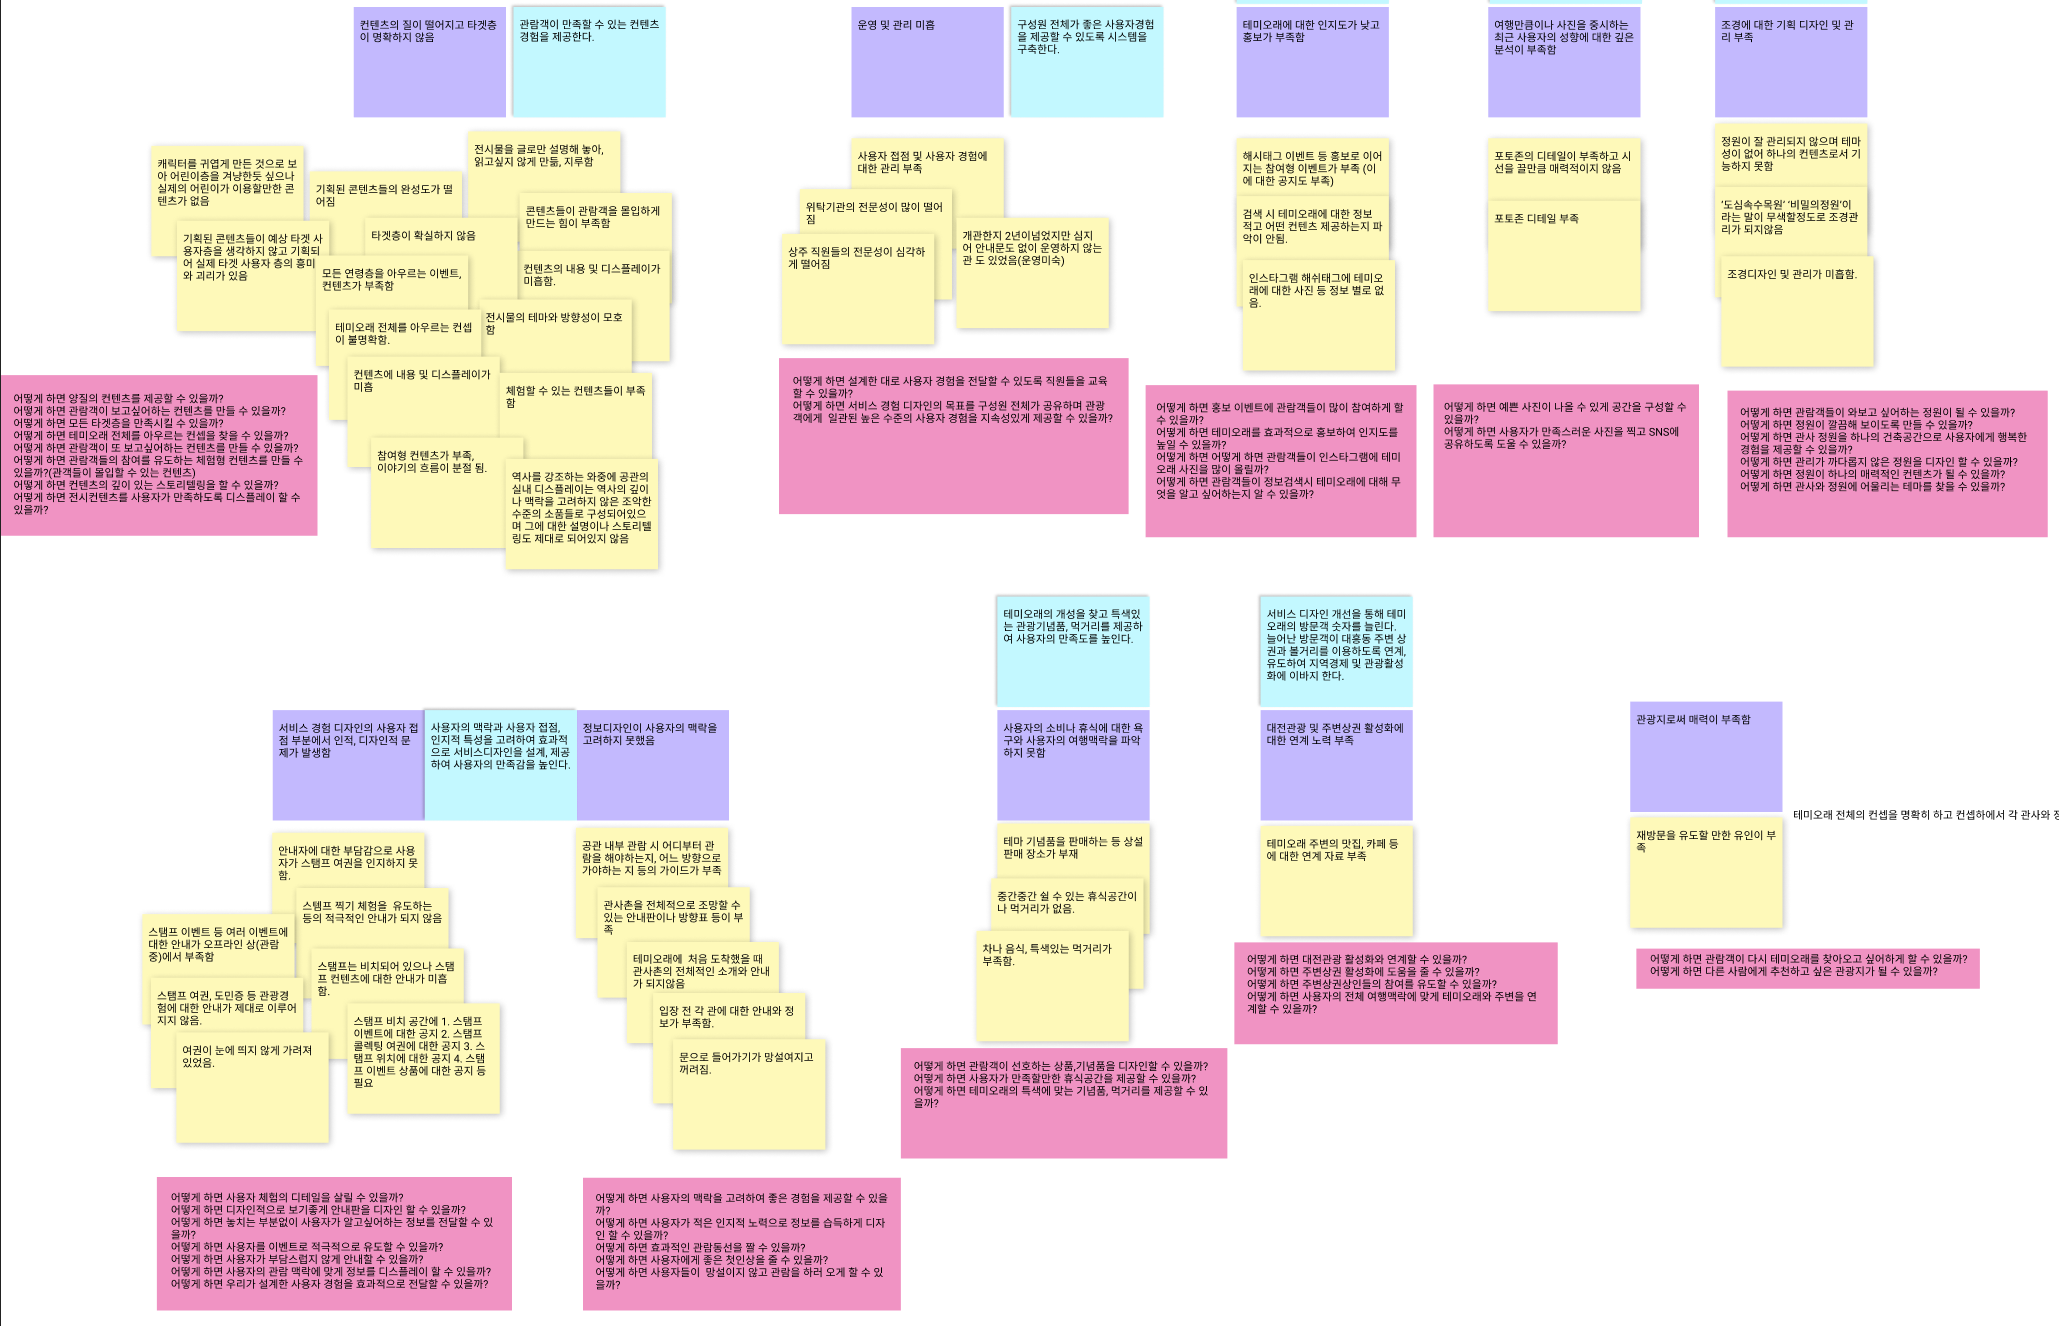 컨텐츠의 질이 떨어지고 타겟층
이 명확하지 않음
관람객이 만족할 수 있는 컨텐츠
경험을 제공한다.
운영 및 관리 미흡
구성원 전체가 좋은 사용자경험
을 제공할 수 있도록 시스템을
구축한다.
테미오래에 대한 인지도가 낮고
홍보가 부족함
여행만큼이나 사진을 중시하는
최근 사용자의 성향에 대한 깊은
분석이 부족함
조경에 대한 기획 디자인 및 관
리 부족
캐릭터를 귀엽게 만든 것으로 보
아 어린이층을 겨냥한듯 싶으나
실제의 어린이가 이용할만한 콘
텐츠가 없음
기획된 콘텐츠들이 예상 타겟 사
용자층을 생각하지 않고 기획되
어 실제 타겟 사용자 층의 흥미
와 괴리가 있음
기획된 콘텐츠들의 완성도가 떨
어짐
전시물을 글로만 설명해 놓아,
읽고싶지 않게 만듦, 지루함
콘텐츠들이 관람객을 몰입하게
만드는 힘이 부족함
타겟층이 확실하지 않음
컨텐츠의 내용 및 디스플레이가
미흡함.
모든 연령층을 아우르는 이벤트,
컨텐츠가 부족함
전시물의 테마와 방향성이 모호
함
테미오래 전체를 아우르는 컨셉
이 불명확함.
컨텐츠에 내용 및 디스플레이가
미흡
체험할 수 있는 컨텐츠들이 부족
함
참여형 컨텐츠가 부족,
이야기의 흐름이 분절 됨.
역사를 강조하는 와중에 공관의
실내 디스플레이는 역사의 깊이
나 맥락을 고려하지 않은 조악한
수준의 소품들로 구성되어있으
며 그에 대한 설명이나 스토리텔
링도 제대로 되어있지 않음
어떻게 하면 양질의 컨텐츠를 제공할 수 있을까?
어떻게 하면 관람객이 보고싶어하는 컨텐츠를 만들 수 있을까?
어떻게 하면 모든 타겟층을 만족시킬 수 있을까?
어떻게 하면 테미오래 전체를 아우르는 컨셉을 찾을 수 있을까?
어떻게 하면 관람객이 또 보고싶어하는 컨텐츠를 만들 수 있을까?
어떻게 하면 관람객들의 참여를 유도하는 체험형 컨텐츠를 만들 수
있을까?(관객들이 몰입할 수 있는 컨텐츠)
어떻게 하면 컨텐츠의 깊이 있는 스토리텔링을 할 수 있을까?
어떻게 하면 전시컨텐츠를 사용자가 만족하도록 디스플레이 할 수
있을까?
사용자 접점 및 사용자 경험에
대한 관리 부족
위탁기관의 전문성이 많이 떨어
짐
상주 직원들의 전문성이 심각하
게 떨어짐
개관한지 2년이넘었지만 심지
어 안내문도 없이 운영하지 않는
관 도 있었음(운영미숙)
어떻게 하면 설계한 대로 사용자 경험을 전달할 수 있도록 직원들을 교육
할 수 있을까?
어떻게 하면 서비스 경험 디자인의 목표를 구성원 전체가 공유하며 관광
객에게  일관된 높은 수준의 사용자 경험을 지속성있게 제공할 수 있을까?
해시태그 이벤트 등 홍보로 이어
지는 참여형 이벤트가 부족 (이
에 대한 공지도 부족)
검색 시 테미오래에 대한 정보
적고 어떤 컨텐츠 제공하는지 파
악이 안됨.
인스타그램 해쉬태그에 테미오
래에 대한 사진 등 정보 별로 없
음.
어떻게 하면 홍보 이벤트에 관람객들이 많이 참여하게 할
수 있을까?
어떻게 하면 테미오래를 효과적으로 홍보하여 인지도를
높일 수 있을까?
어떻게 하면 어떻게 하면 관람객들이 인스타그램에 테미
오래 사진을 많이 올릴까?
어떻게 하면 관람객들이 정보검색시 테미오래에 대해 무
엇을 알고 싶어하는지 알 수 있을까?
포토존의 디테일이 부족하고 시
선을 끌만큼 매력적이지 않음
포토존 디테일 부족
어떻게 하면 예쁜 사진이 나올 수 있게 공간을 구성할 수
있을까?
어떻게 하면 사용자가 만족스러운 사진을 찍고 SNS에
공유하도록 도울 수 있을까?
정원이 잘 관리되지 않으며 테마
성이 없어 하나의 컨텐츠로서 기
능하지 못함
'도심속수목원' '비밀의정원'이
라는 말이 무색할정도로 조경관
리가 되지않음
조경디자인 및 관리가 미흡함.
어떻게 하면 관람객들이 와보고 싶어하는 정원이 될 수 있을까?
어떻게 하면 정원이 깔끔해 보이도록 만들 수 있을까?
어떻게 하면 관사 정원을 하나의 건축공간으로 사용자에게 행복한
경험을 제공할 수 있을까?
어떻게 하면 관리가 까다롭지 않은 정원을 디자인 할 수 있을까?
어떻게 하면 정원이 하나의 매력적인 컨텐츠가 될 수 있을까?
어떻게 하면 관사와 정원에 어울리는 테마를 찾을 수 있을까?
테미오래의 개성을 찾고 특색있
는 관광기념품, 먹거리를 제공하
여 사용자의 만족도를 높인다.
서비스 디자인 개선을 통해 테미
오래의 방문객 숫자를 늘린다.
늘어난 방문객이 대흥동 주변 상
권과 볼거리를 이용하도록 연계,
유도하여 지역경제 및 관광활성
화에 이바지 한다.
서비스 경험 디자인의 사용자 접
점 부분에서 인적, 디자인적 문
제가 발생함
사용자의 맥락과 사용자 접점,
인지적 특성을 고려하여 효과적
으로 서비스디자인을 설계, 제공
하여 사용자의 만족감을 높인다.
정보디자인이 사용자의 맥락을
고려하지 못했음
사용자의 소비나 휴식에 대한 욕
구와 사용자의 여행맥락을 파악
하지 못함
대전관광 및 주변상권 활성화에
대한 연계 노력 부족
관광지로써 매력이 부족함
테미오래 전체의 컨셉을 명확히 하고 컨셉하에서 각 관사와 정
안내자에 대한 부담감으로 사용
자가 스탬프 여권을 인지하지 못
함.
스템프 찍기 체험을  유도하는
등의 적극적인 안내가 되지 않음
스탬프 이벤트 등 여러 이벤트에
대한 안내가 오프라인 상(관람
중)에서 부족함
스탬프는 비치되어 있으나 스탬
프 컨텐츠에 대한 안내가 미흡
함.
스탬프 여권, 도민증 등 관광경
험에 대한 안내가 제대로 이루어
지지 않음.
스탬프 비치 공간에 1. 스탬프
이벤트에 대한 공지 2. 스탬프
콜렉팅 여권에 대한 공지 3. 스
탬프 위치에 대한 공지 4. 스탬
프 이벤트 상품에 대한 공지 등
필요
여권이 눈에 띄지 않게 가려져
있었음.
공관 내부 관람 시 어디부터 관
람을 해야하는지, 어느 방향으로
가야하는 지 등의 가이드가 부족
관사촌을 전체적으로 조망할 수
있는 안내판이나 방향표 등이 부
족
테미오래에  처음 도착했을 때
관사촌의 전체적인 소개와 안내
가 되지않음
입장 전 각 관에 대한 안내와 정
보가 부족함.
문으로 들어가기가 망설여지고
꺼려짐.
테마 기념품을 판매하는 등 상설
판매 장소가 부재
중간중간 쉴 수 있는 휴식공간이
나 먹거리가 없음.
차나 음식, 특색있는 먹거리가
부족함.
테미오래 주변의 맛집, 카페 등
에 대한 연계 자료 부족
재방문을 유도할 만한 유인이 부
족
어떻게 하면 대전관광 활성화와 연계할 수 있을까?
어떻게 하면 주변상권 활성화에 도움을 줄 수 있을까?
어떻게 하면 주변상권상인들의 참여를 유도할 수 있을까?
어떻게 하면 사용자의 전체 여행맥락에 맞게 테미오래와 주변을 연
계할 수 있을까?
어떻게 하면 관람객이 다시 테미오래를 찾아오고 싶어하게 할 수 있을까?
어떻게 하면 다른 사람에게 추천하고 싶은 관광지가 될 수 있을까?
어떻게 하면 관람객이 선호하는 상품,기념품을 디자인할 수 있을까?
어떻게 하면 사용자가 만족할만한 휴식공간을 제공할 수 있을까?
어떻게 하면 테미오래의 특색에 맞는 기념품, 먹거리를 제공할 수 있
을까?
어떻게 하면 사용자 체험의 디테일을 살릴 수 있을까?
어떻게 하면 디자인적으로 보기좋게 안내판을 디자인 할 수 있을까?
어떻게 하면 놓치는 부분없이 사용자가 알고싶어하는 정보를 전달할 수 있
을까?
어떻게 하면 사용자를 이벤트로 적극적으로 유도할 수 있을까?
어떻게 하면 사용자가 부담스럽지 않게 안내할 수 있을까?
어떻게 하면 사용자의 관람 맥락에 맞게 정보를 디스플레이 할 수 있을까?
어떻게 하면 우리가 설계한 사용자 경험을 효과적으로 전달할 수 있을까?
어떻게 하면 사용자의 맥락을 고려하여 좋은 경험을 제공할 수 있을
까?
어떻게 하면 사용자가 적은 인지적 노력으로 정보를 습득하게 디자
인 할 수 있을까?
어떻게 하면 효과적인 관람동선을 짤 수 있을까?
어떻게 하면 사용자에게 좋은 첫인상을 줄 수 있을까?
어떻게 하면 사용자들이  망설이지 않고 관람을 하러 오게 할 수 있
을까?